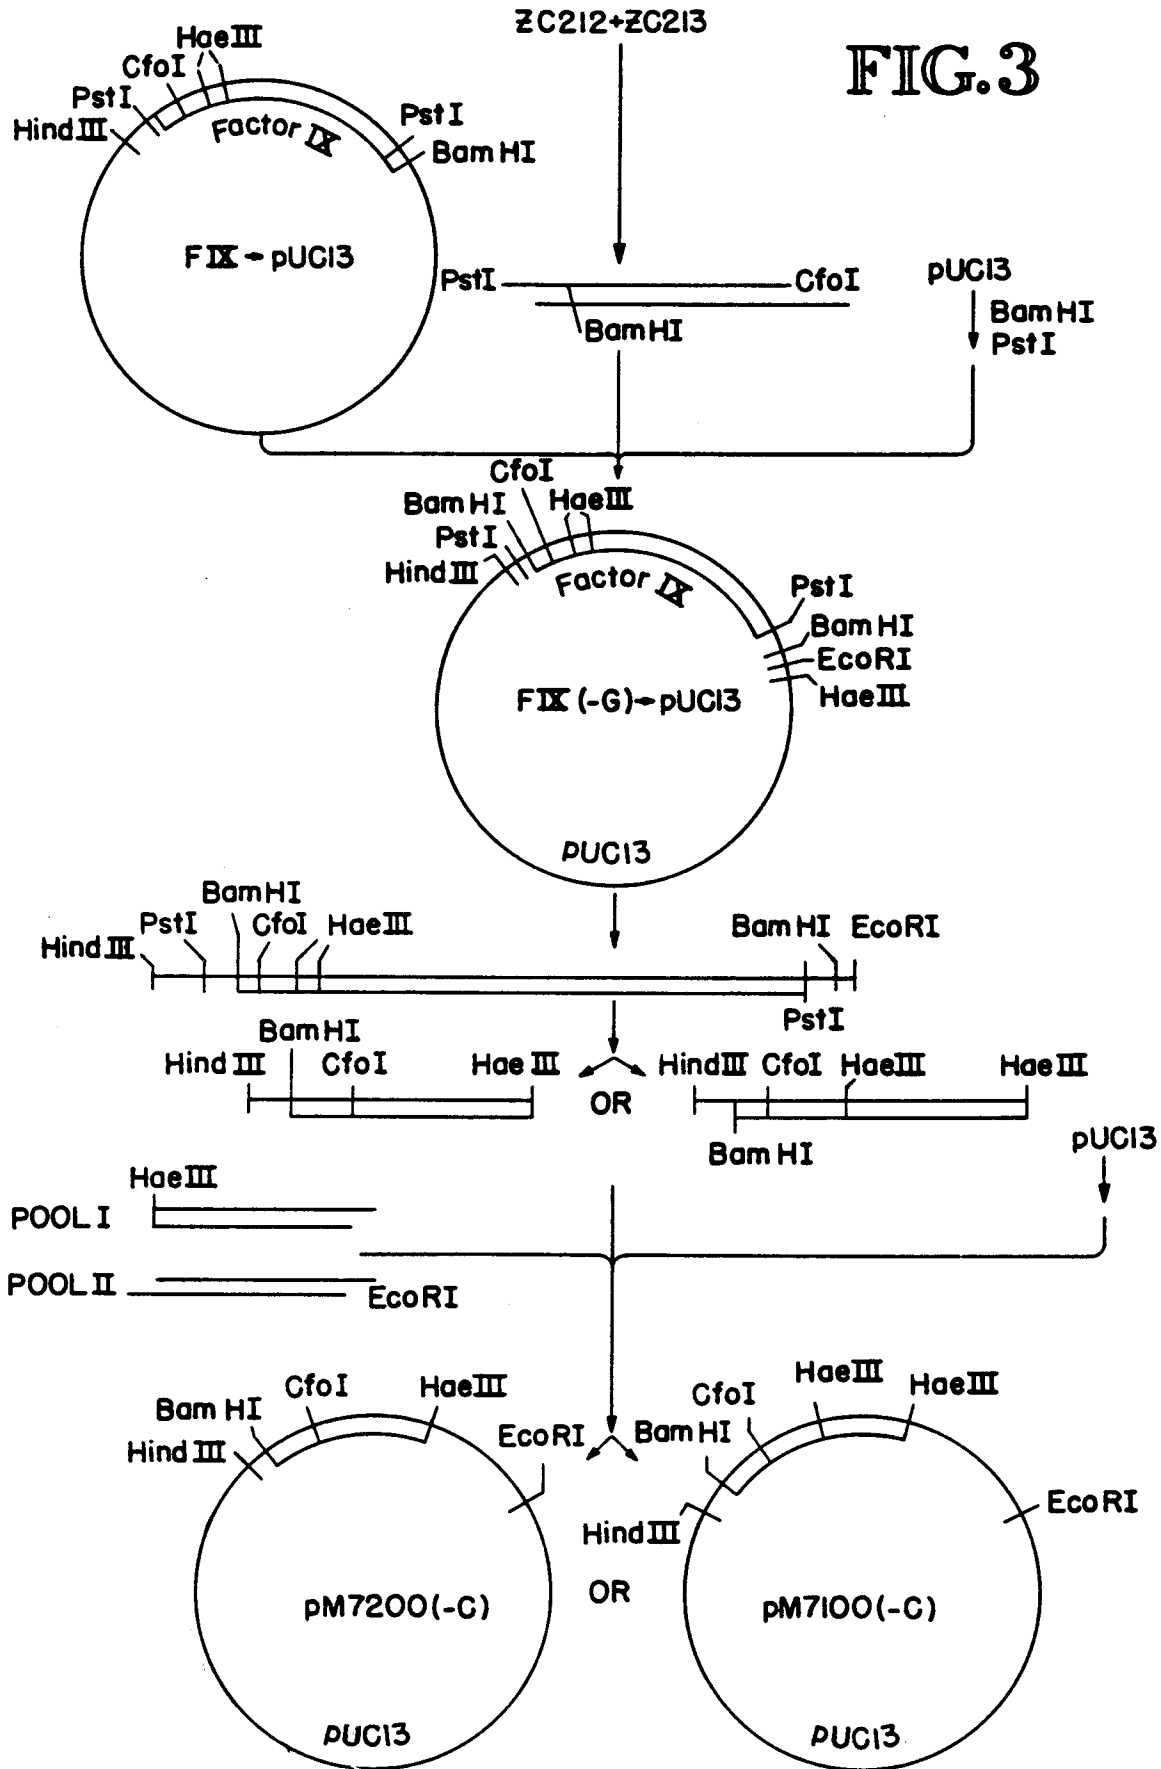 FIG.3
ZC212+ZC213
HaeIII
CfoI
PstI
HindIII
Factor IX
PstI
BamHI
FIX→pUC13
PstI
CfoI
BamHI
pUC13
BamHI
PstI
CfoI
BamHI
HaeIII
PstI
HindIII
Factor IX
PstI
BamHI
EcoRI
HaeIII
FIX(-G)→pUC13
pUC13
BamHI
PstI
CfoI
HaeIII
HindIII
BamHI
EcoRI
PstI
BamHI
HindIII
CfoI
HaeIII
OR
HindIII
CfoI
HaeIII
HaeIII
BamHI
pUC13
HaeIII
POOL I
POOL II
EcoRI
CfoI
HaeIII
BamHI
HindIII
EcoRI
pM7200(-C)
pUC13
OR
HaeIII
HaeIII
CfoI
BamHI
HindIII
EcoRI
pM7100(-C)
pUC13